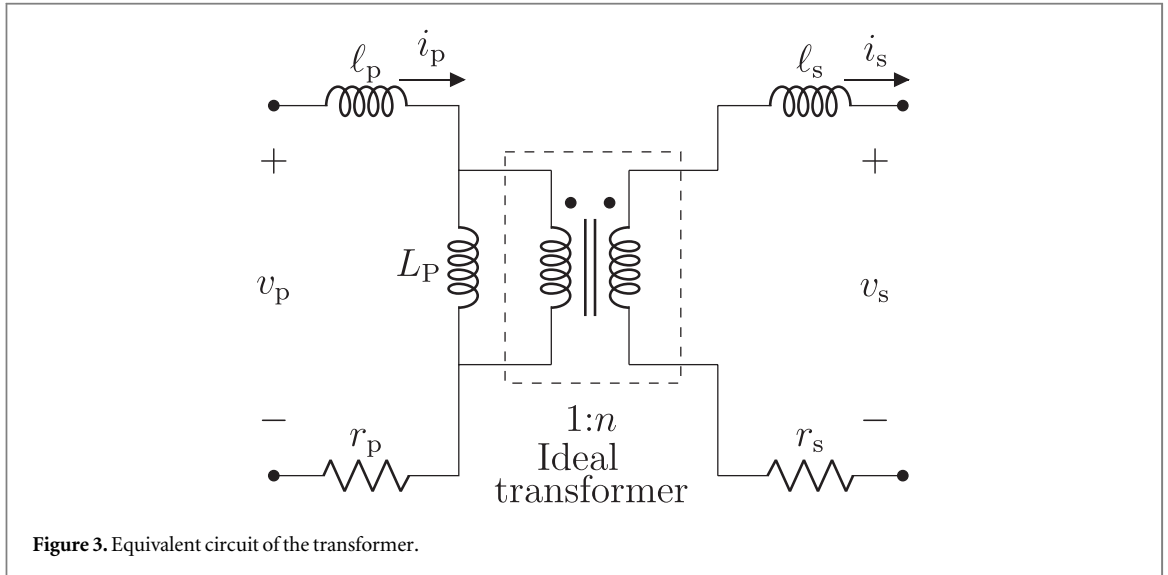 ℓp ip ℓs is
+ +
LP
vp vs
− −
rp 1:n rs
Ideal
transformer
Figure 3. Equivalent circuit of the transformer.